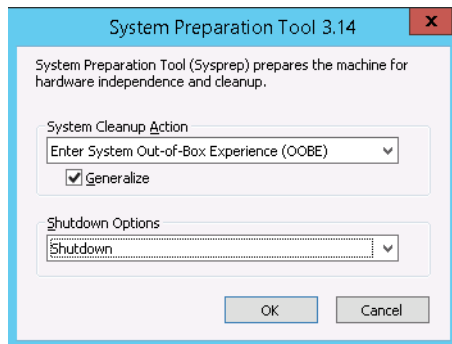 System Preparation Tool 3.14
x
System Preparation Tool (Sysprep) prepares the machine for
hardware independence and cleanup.
System Cleanup Action
Enter System Out-of-Box Experience (OOBE)
Generalize
Shutdown Options
Shutdown
OK Cancel